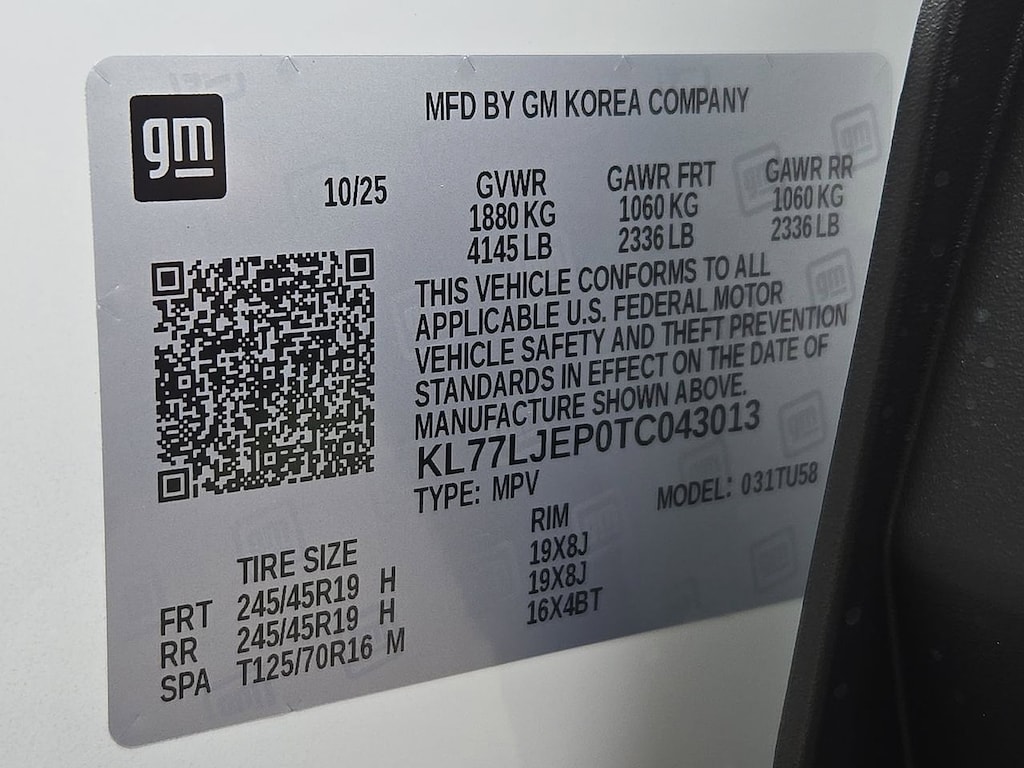 gm
MFD BY GM KOREA COMPANY
10/25
GVWR GAWR FRT GAWR RR
1880 KG 1060 KG 1060 KG
4145 LB 2336 LB 2336 LB
THIS VEHICLE CONFORMS TO ALL
APPLICABLE U.S. FEDERAL MOTOR
VEHICLE SAFETY AND THEFT PREVENTION
STANDARDS IN EFFECT ON THE DATE OF
MANUFACTURE SHOWN ABOVE.
KL77LJEP0TC043013
TYPE: MPV MODEL: 031TU58
TIRE SIZE RIM
FRT 245/45R19 H 19X8J
RR 245/45R19 H 19X8J
SPA T125/70R16 M 16X4BT